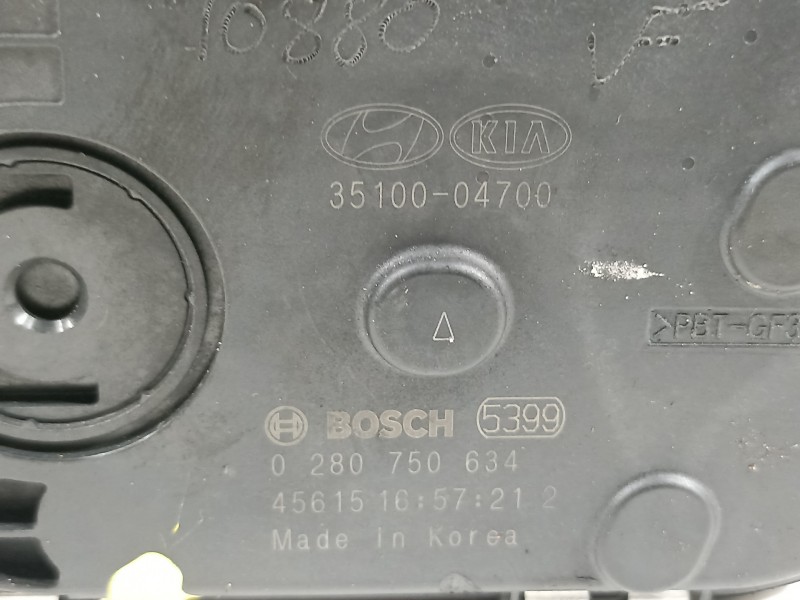 10880
KIA
35100-04700
>PBT-GF3
BOSCH 5399
0 280 750 634
45615 16:57:21 2
Made in Korea